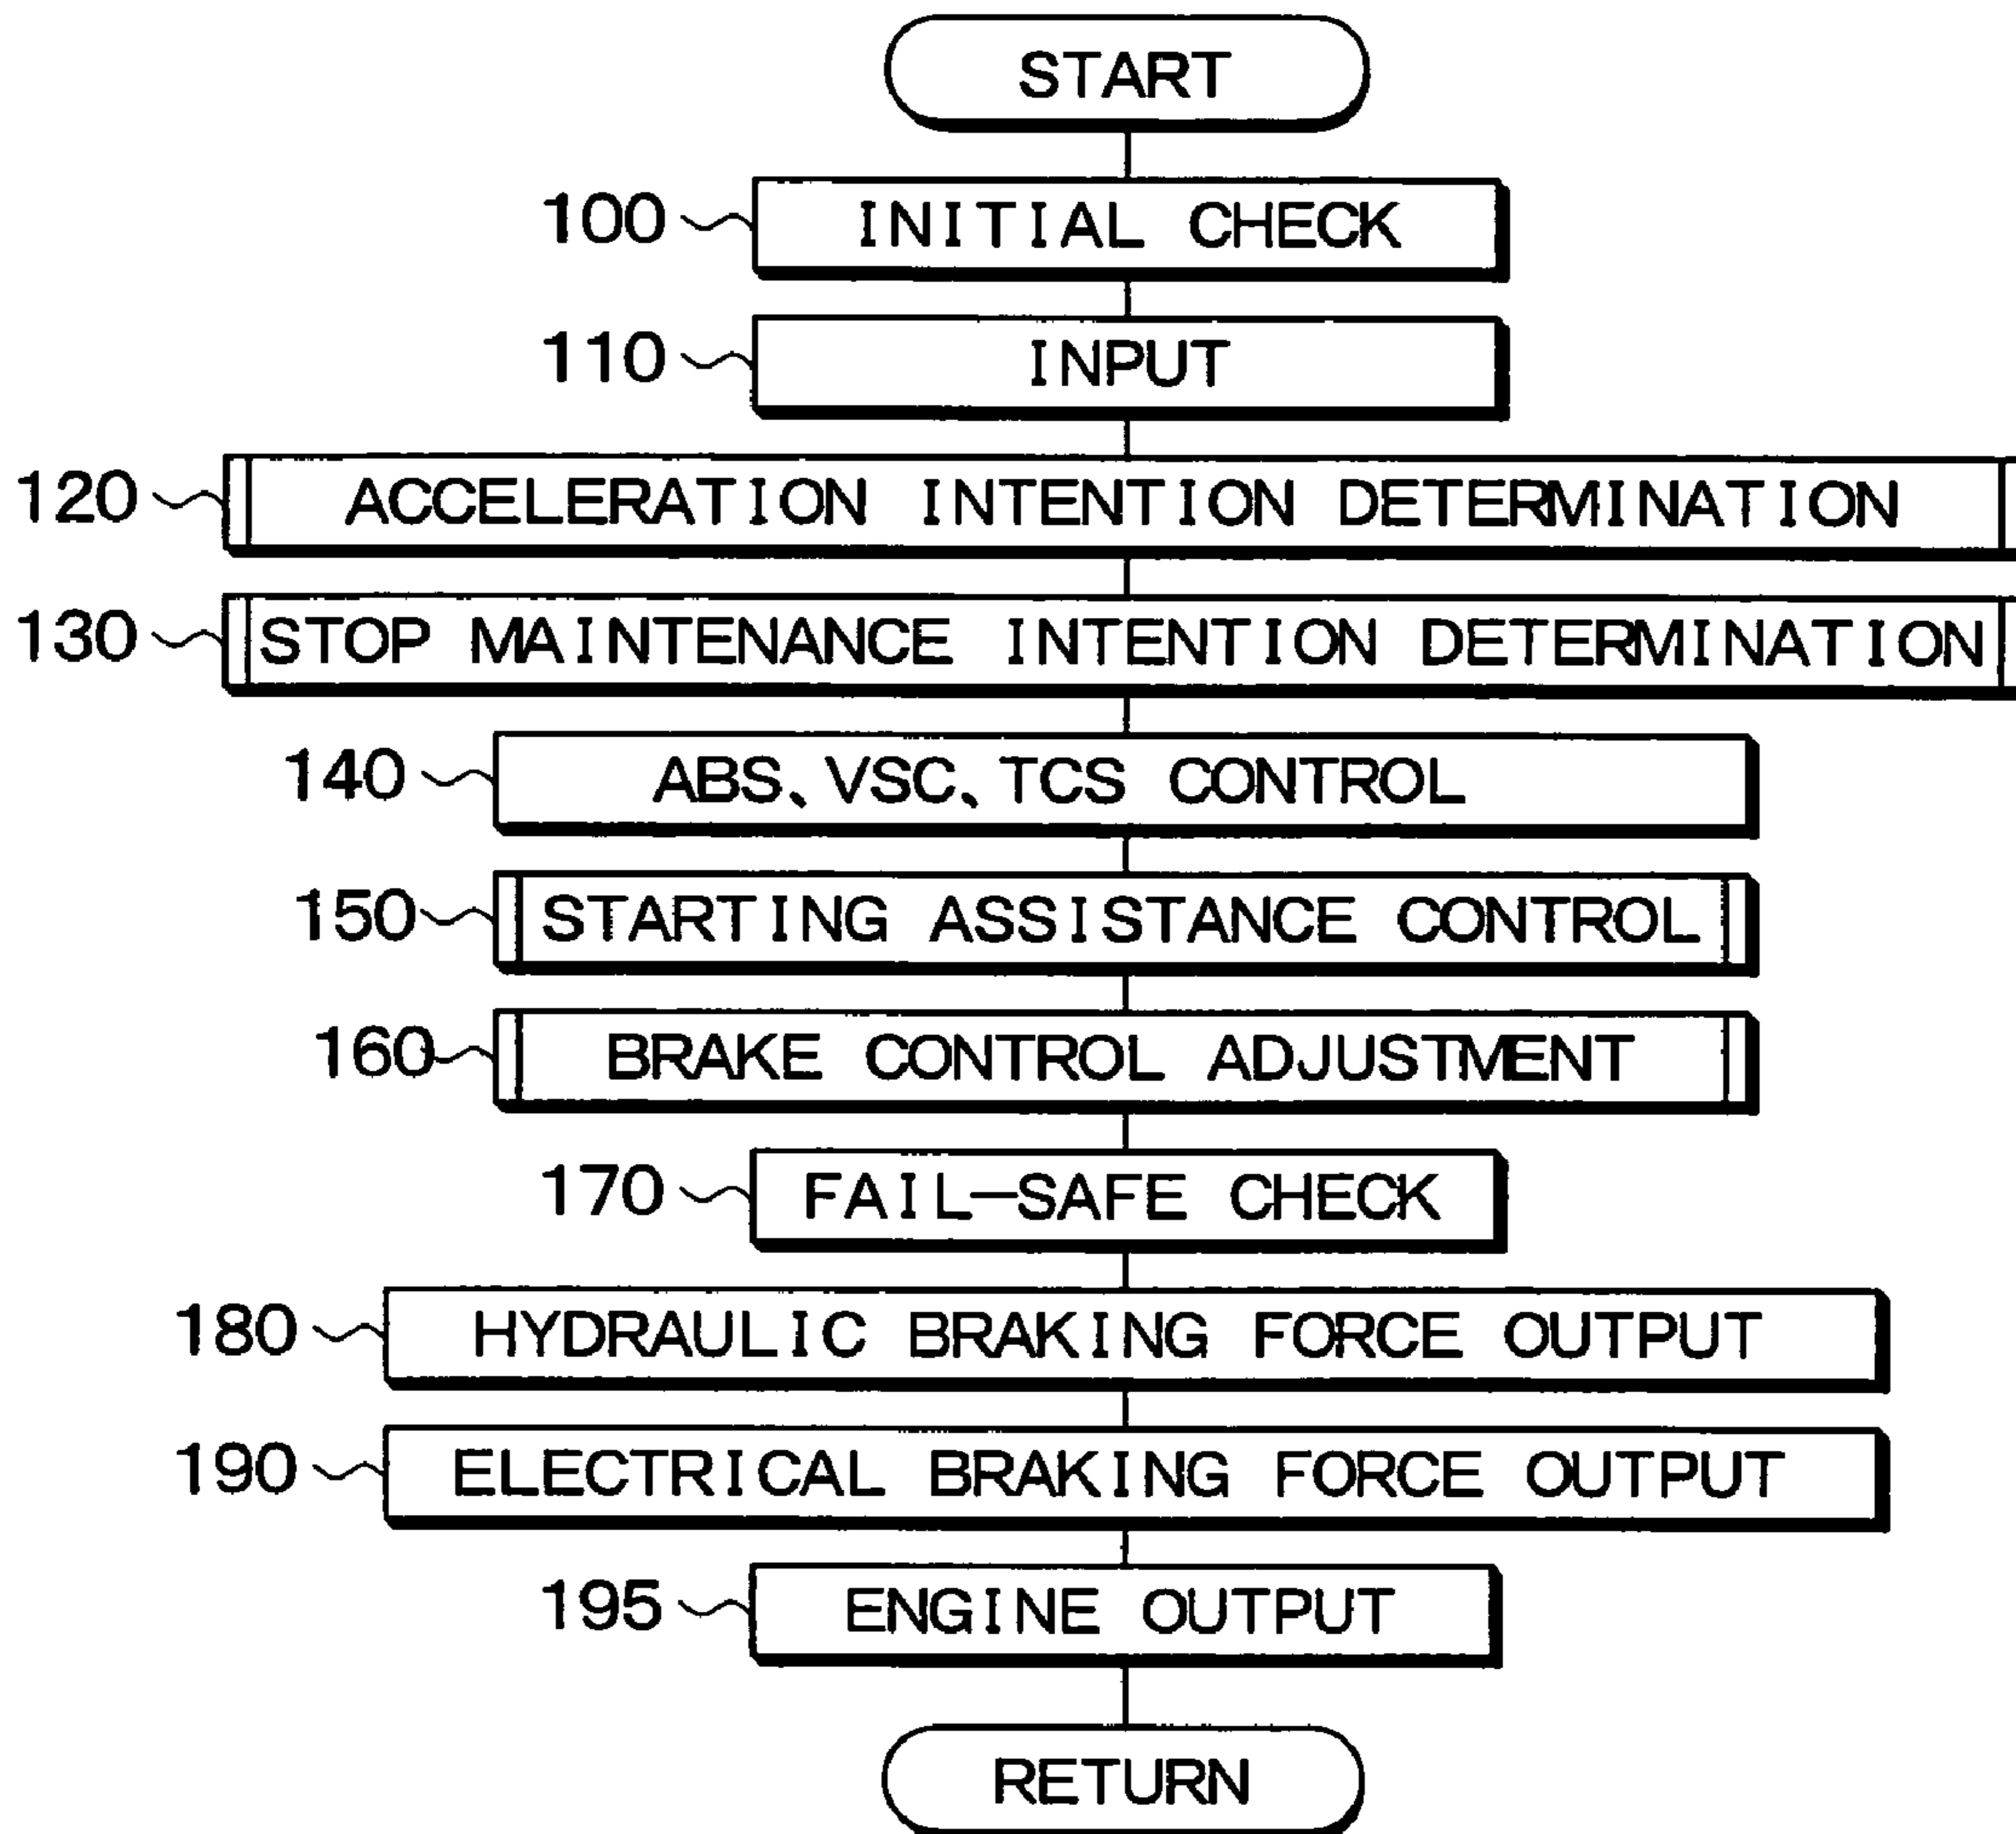 START
100 INITIAL CHECK
110 INPUT
120 ACCELERATION INTENTION DETERMINATION
130 STOP MAINTENANCE INTENTION DETERMINATION
140 ABS、VSC、TCS CONTROL
150 STARTING ASSISTANCE CONTROL
160 BRAKE CONTROL ADJUSTMENT
170 FAIL-SAFE CHECK
180 HYDRAULIC BRAKING FORCE OUTPUT
190 ELECTRICAL BRAKING FORCE OUTPUT
195 ENGINE OUTPUT
RETURN